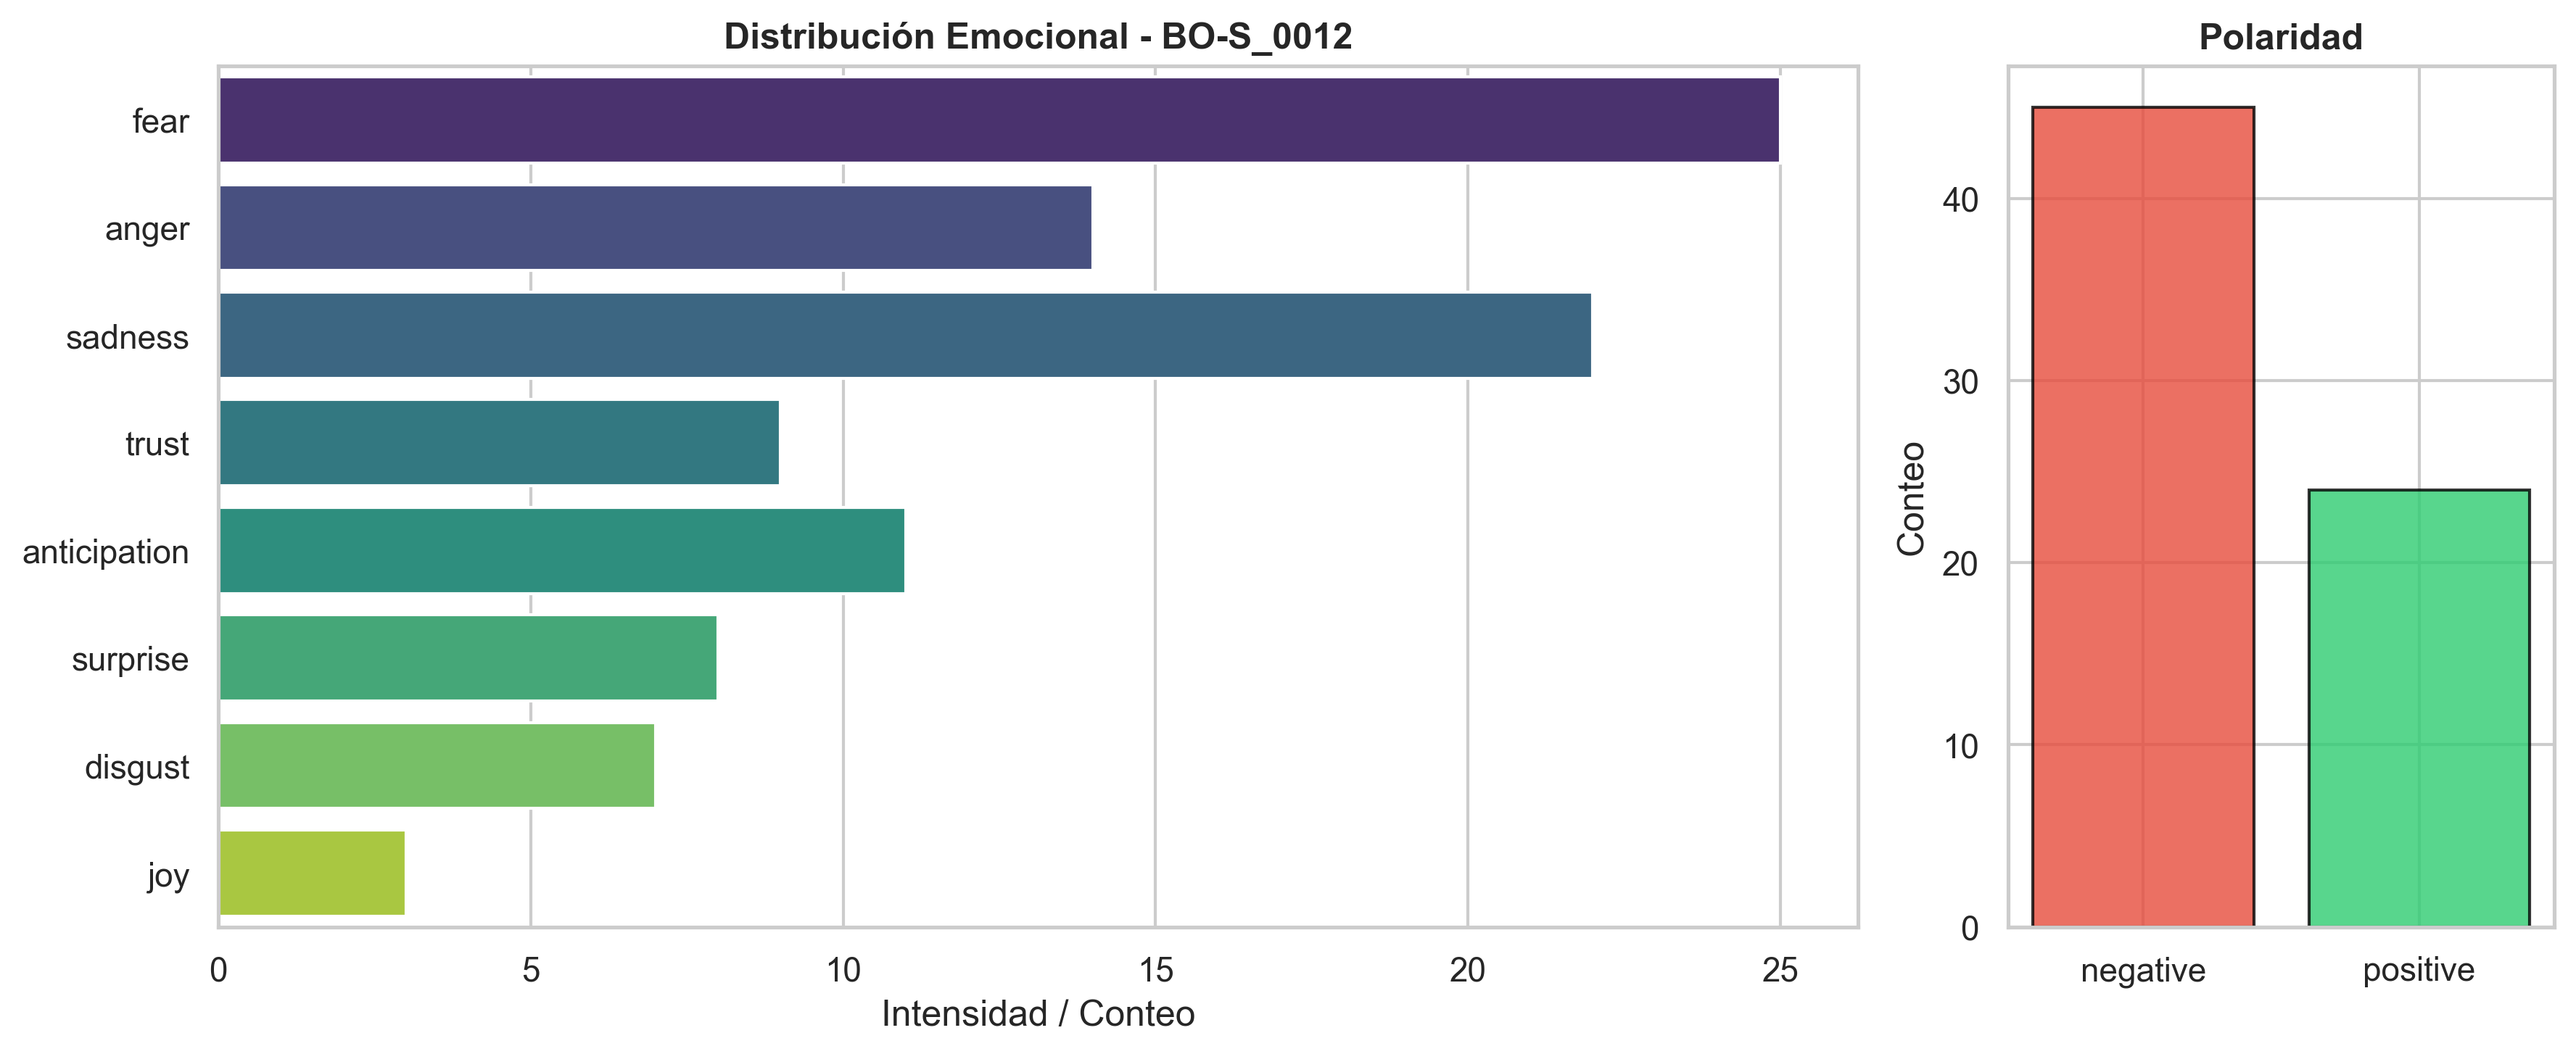 Distribución Emocional - BO-S_0012
fear
anger
sadness
trust
anticipation
surprise
disgust
joy
0 5 10 15 20 25
Intensidad / Conteo
Polaridad
Conteo
40
30
20
10
0
negative positive